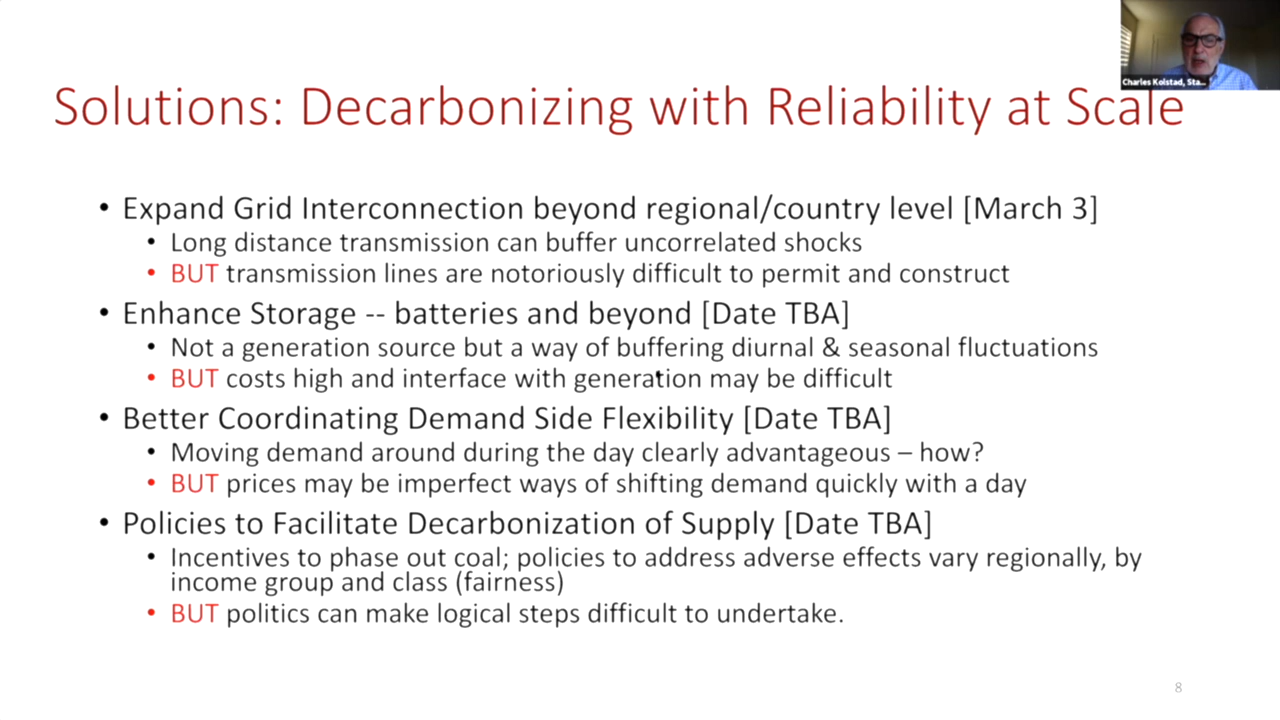 Charles Kolstad, Sta...
Solutions: Decarbonizing with Reliability at Scale
• Expand Grid Interconnection beyond regional/country level [March 3]
• Long distance transmission can buffer uncorrelated shocks
• BUT transmission lines are notoriously difficult to permit and construct
• Enhance Storage -- batteries and beyond [Date TBA]
• Not a generation source but a way of buffering diurnal & seasonal fluctuations
• BUT costs high and interface with generation may be difficult
• Better Coordinating Demand Side Flexibility [Date TBA]
• Moving demand around during the day clearly advantageous – how?
• BUT prices may be imperfect ways of shifting demand quickly with a day
• Policies to Facilitate Decarbonization of Supply [Date TBA]
• Incentives to phase out coal; policies to address adverse effects vary regionally, by
income group and class (fairness)
• BUT politics can make logical steps difficult to undertake.
8